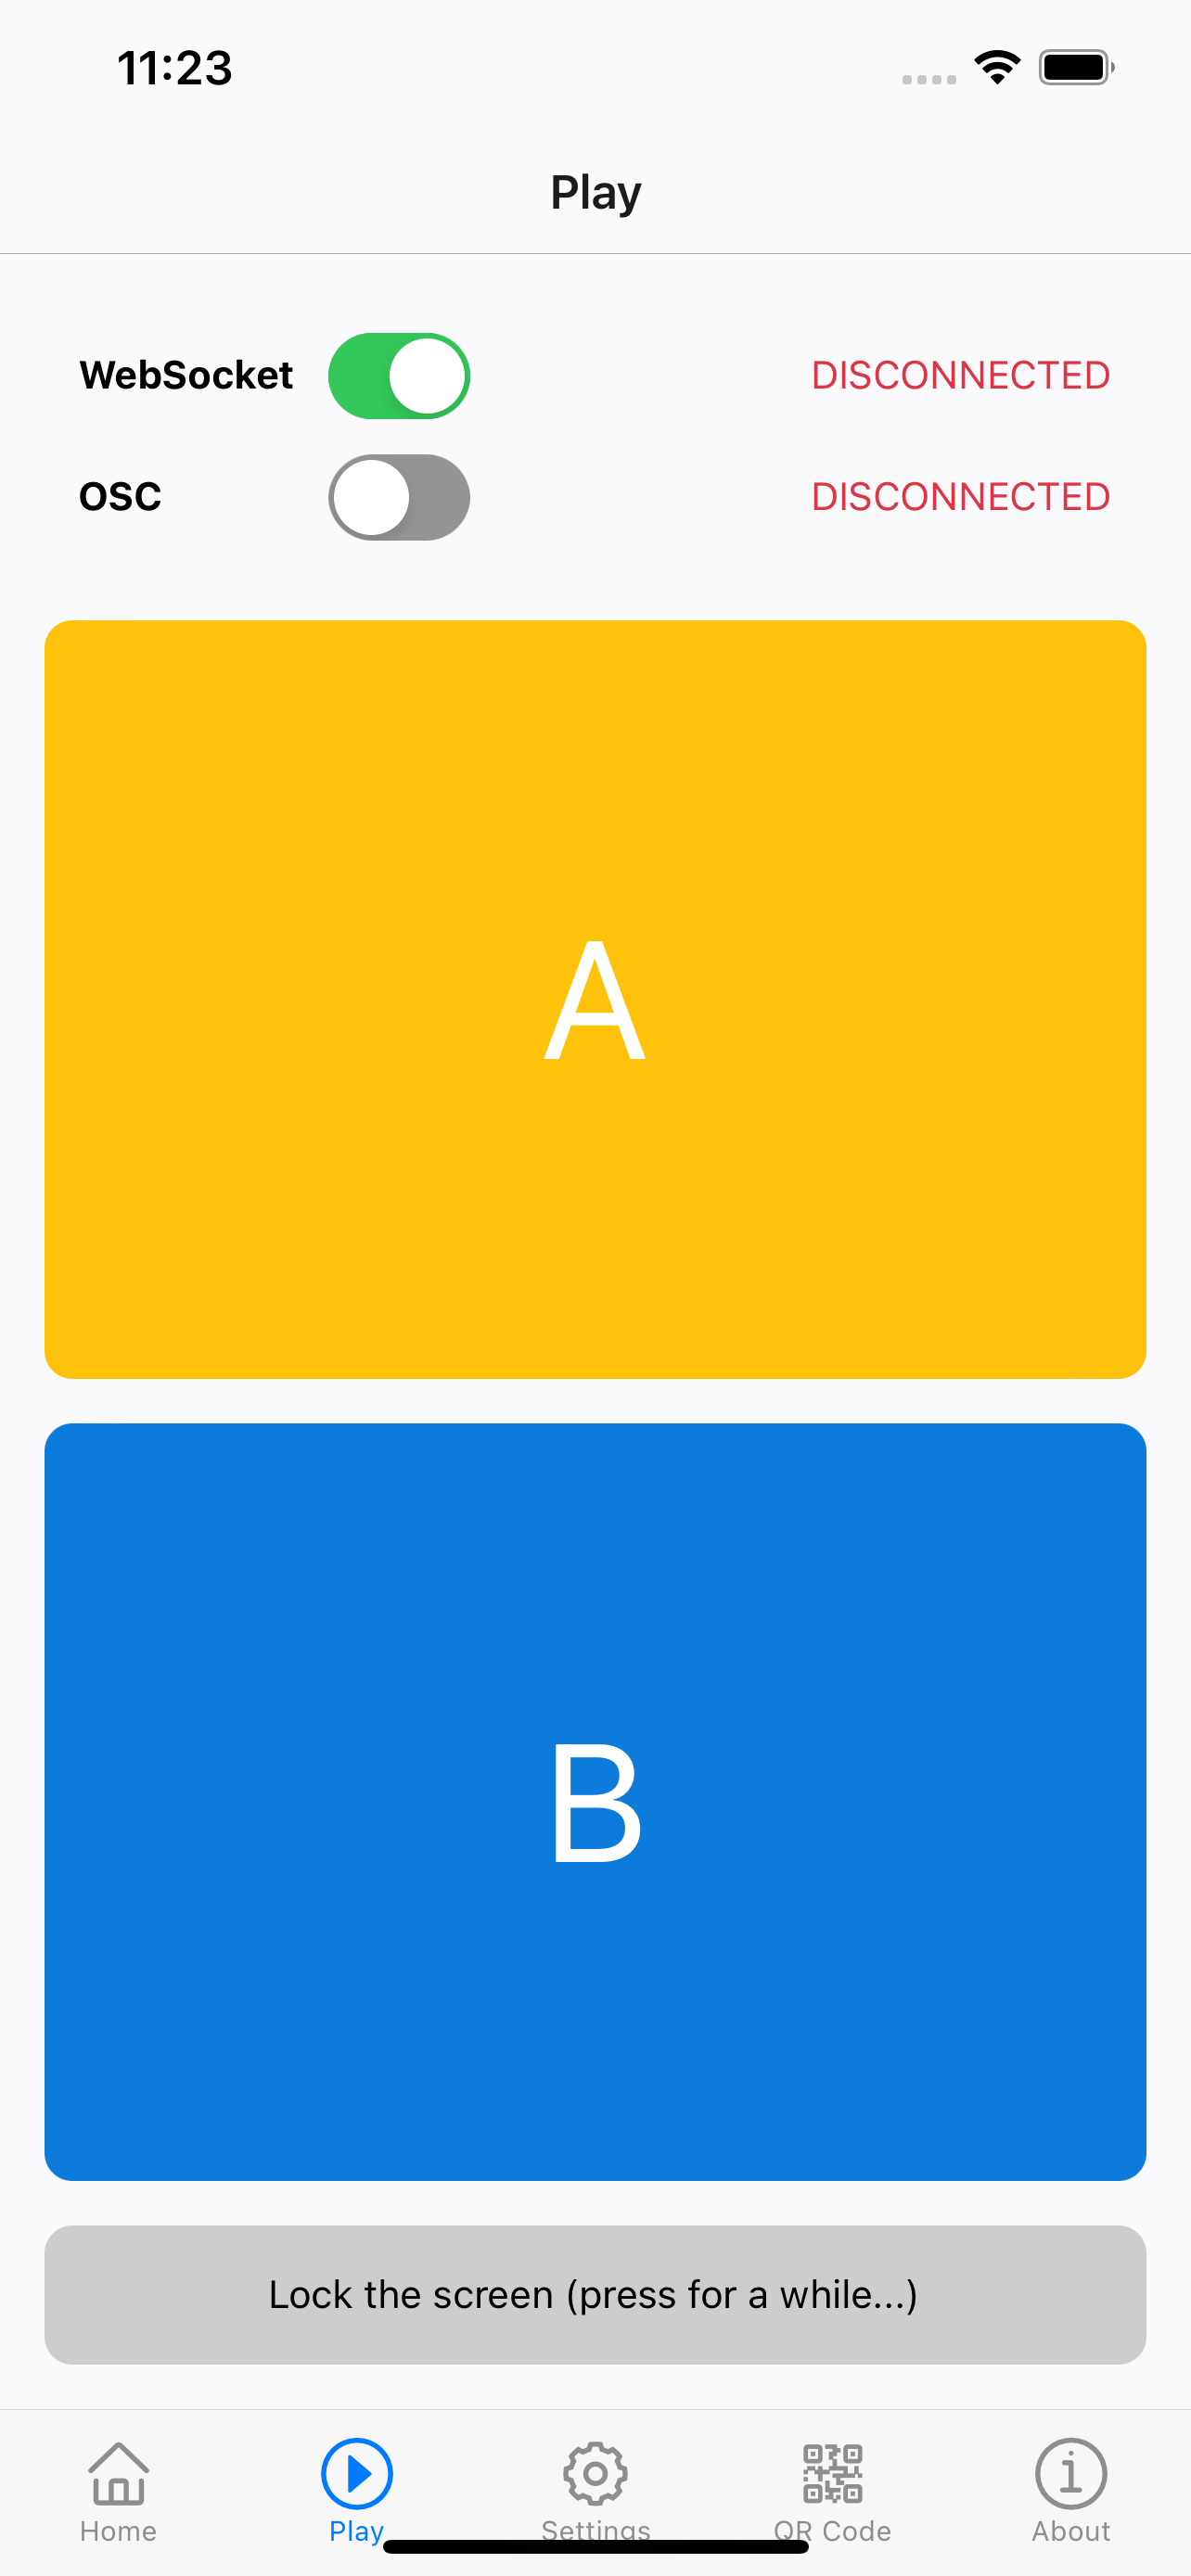 11:23
Play
WebSocket DISCONNECTED
OSC DISCONNECTED
A
B
Lock the screen (press for a while...)
Home Play Settings QR Code About